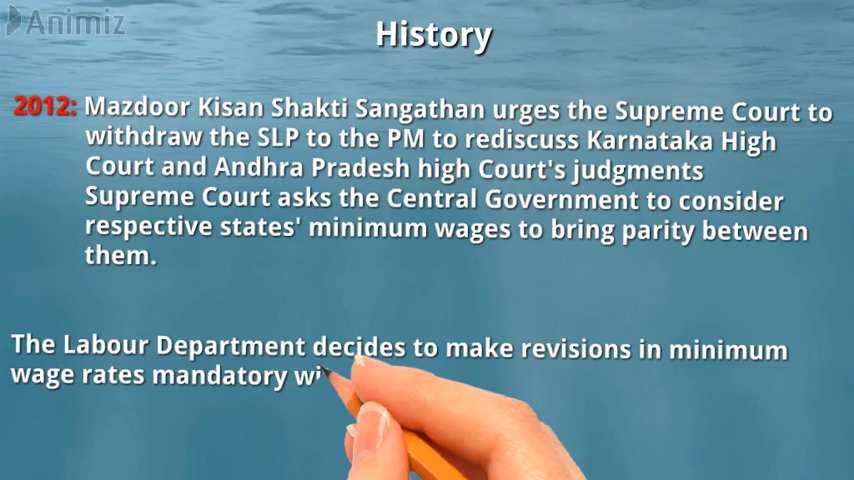 Animiz
History
2012: Mazdoor Kisan Shakti Sangathan urges the Supreme Court to
withdraw the SLP to the PM to rediscuss Karnataka High
Court and Andhra Pradesh high Court's judgments
Supreme Court asks the Central Government to consider
respective states' minimum wages to bring parity between
them.
The Labour Department decides to make revisions in minimum
wage rates mandatory wi